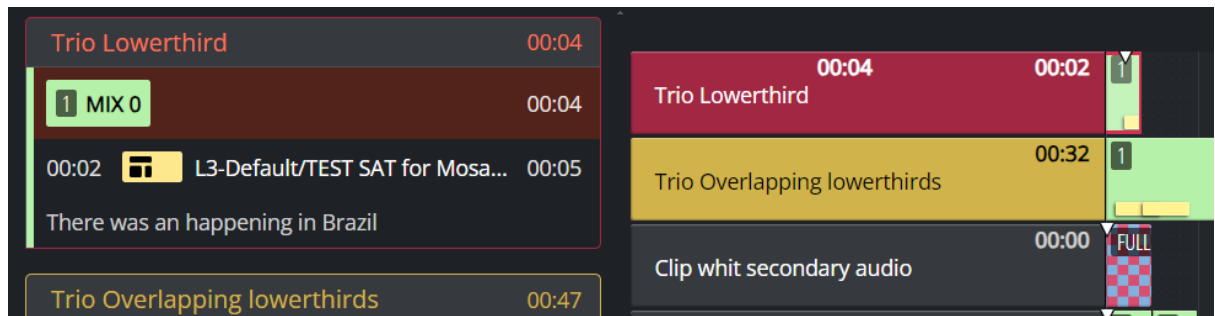 Trio Lowerthird 00:04
1 MIX 0 00:04
00:02 L3-Default/TEST SAT for Mosa... 00:05
There was an happening in Brazil
Trio Overlapping lowerthirds 00:47
00:04 00:02 1
Trio Lowerthird
00:32 1
Trio Overlapping lowerthirds
00:00 FULL
Clip whit secondary audio